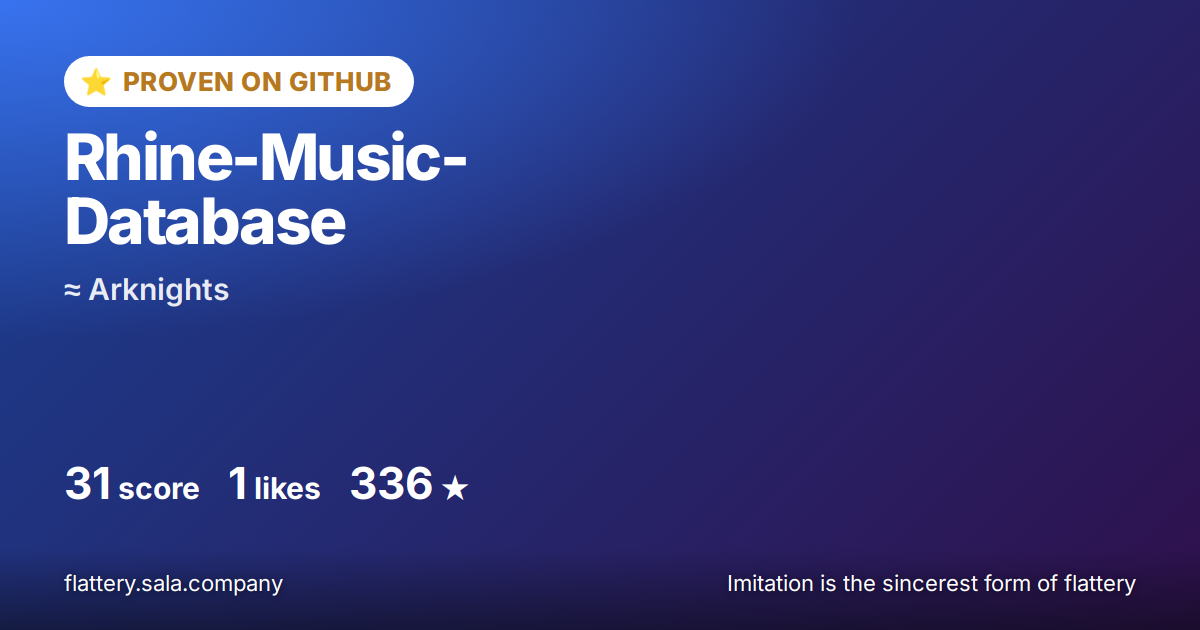 ⭐ PROVEN ON GITHUB
Rhine-Music-
Database
≈ Arknights
31 score 1 likes 336 ★
flattery.sala.company
Imitation is the sincerest form of flattery